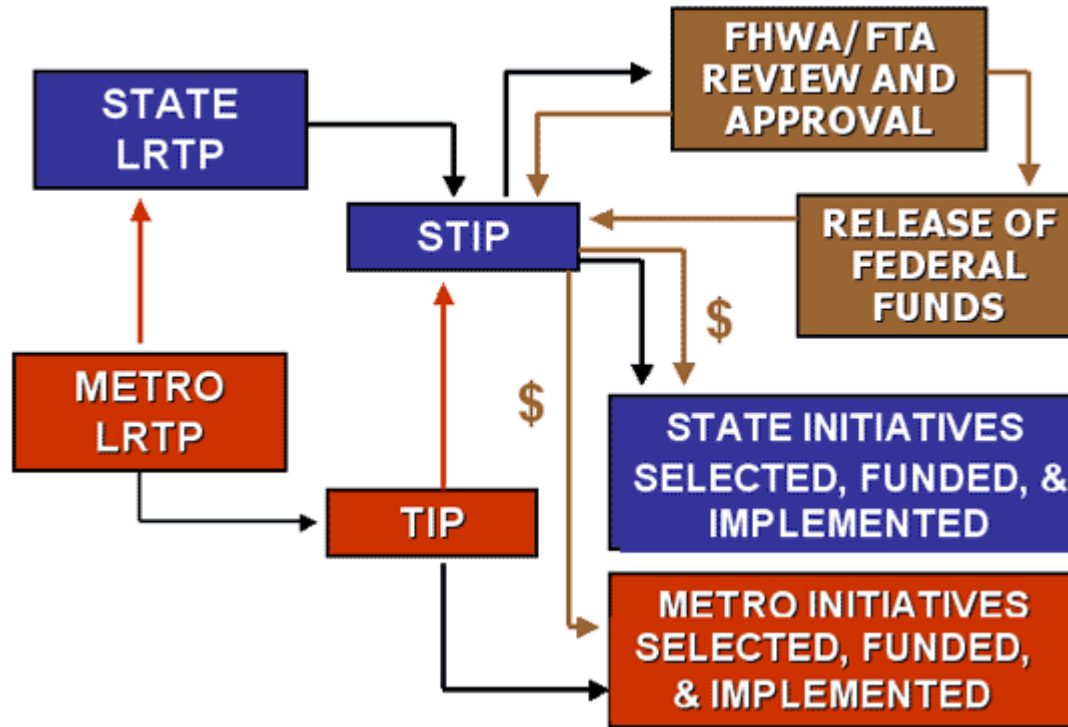 FHWA/FTA
REVIEW AND
APPROVAL
STATE
LRTP
STIP
RELEASE OF
FEDERAL
FUNDS
$
$
METRO
LRTP
TIP
STATE INITIATIVES
SELECTED, FUNDED, &
IMPLEMENTED
METRO INITIATIVES
SELECTED, FUNDED,
& IMPLEMENTED